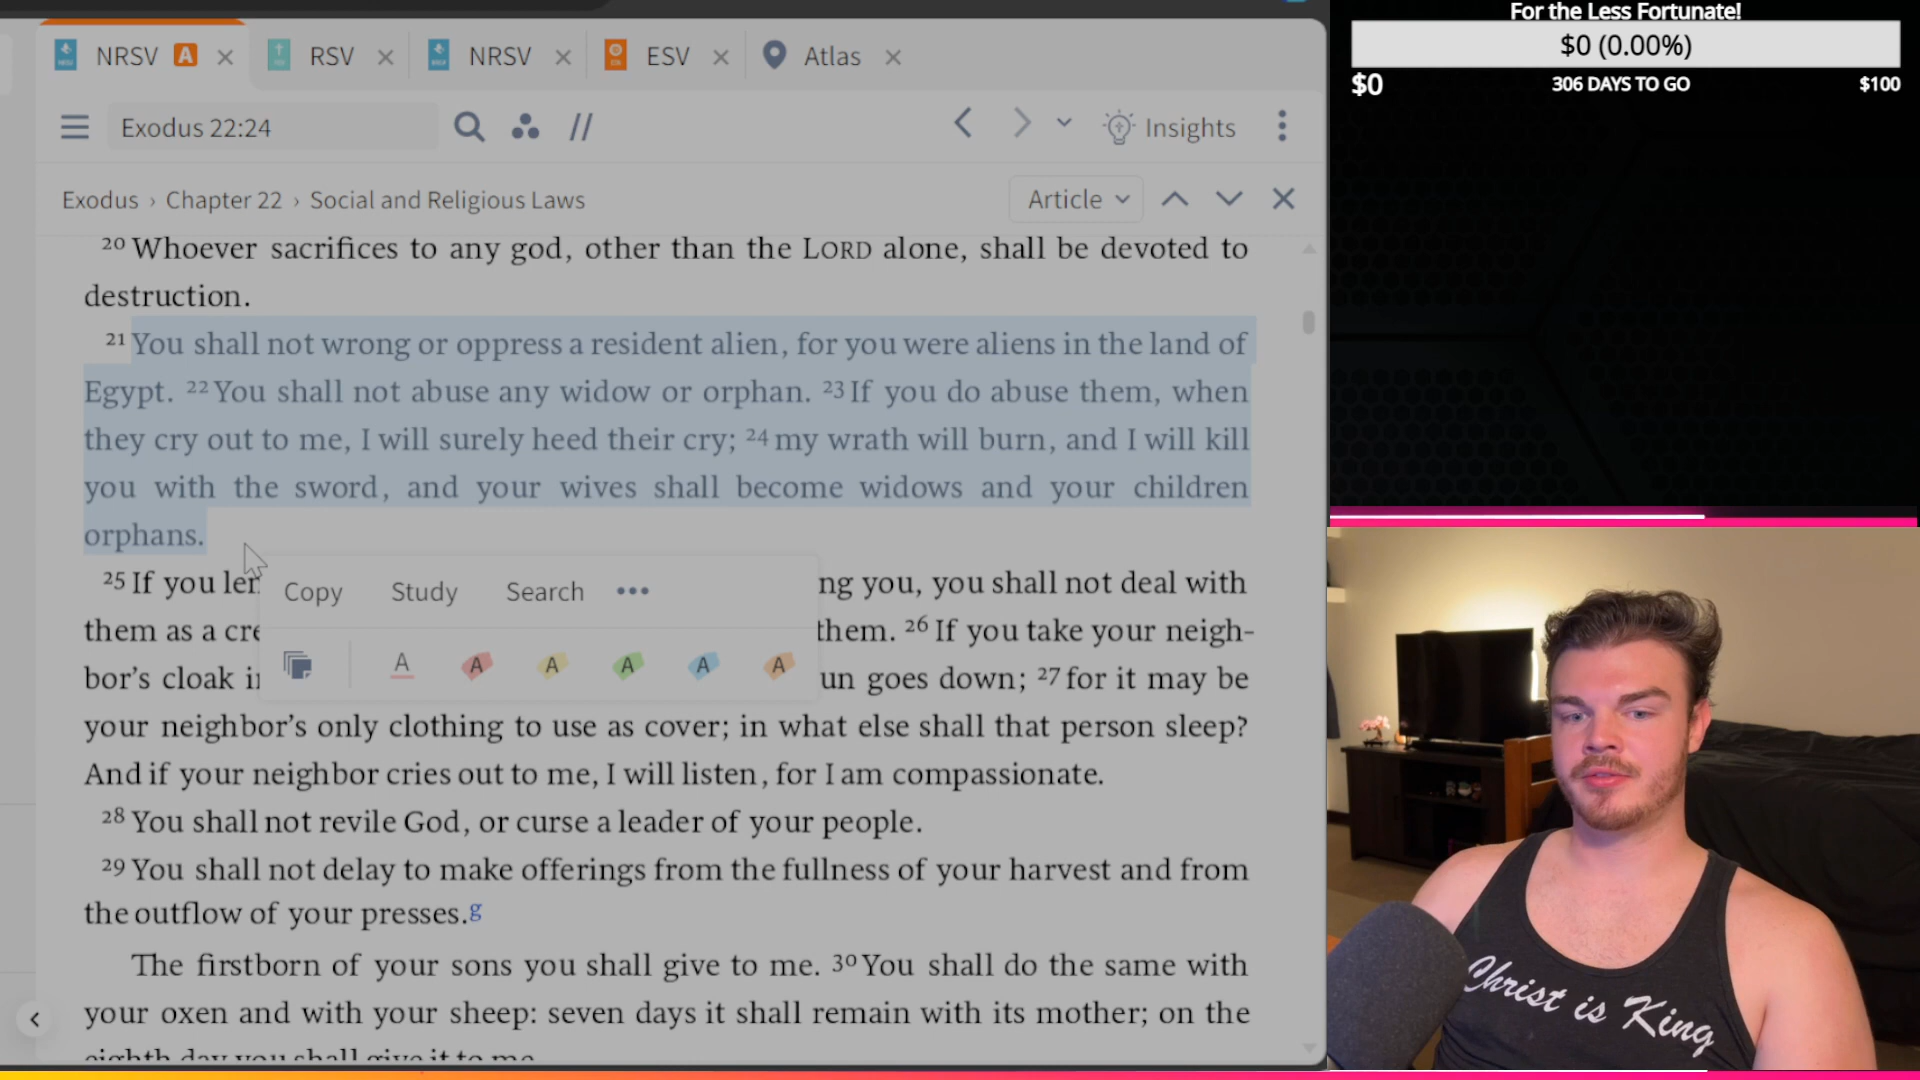 NRSV A
RSV
NRSV
ESV
Atlas
Exodus 22:24
Insights
Exodus › Chapter 22 › Social and Religious Laws
Article
20 Whoever sacrifices to any god, other than the LORD alone, shall be devoted to
destruction.
21 You shall not wrong or oppress a resident alien, for you were aliens in the land of
Egypt. 22 You shall not abuse any widow or orphan. 23 If you do abuse them, when
they cry out to me, I will surely heed their cry; 24 my wrath will burn, and I will kill
you with the sword, and your wives shall become widows and your children
orphans.
25 If you ng you, you shall not deal with
them as a them. 26 If you take your neigh-
bor's cloak un goes down; 27 for it may be
your neighbor's only clothing to use as cover; in what else shall that person sleep?
And if your neighbor cries out to me, I will listen, for I am compassionate.
28 You shall not revile God, or curse a leader of your people.
29 You shall not delay to make offerings from the fullness of your harvest and from
the outflow of your presses.g
The firstborn of your sons you shall give to me. 30 You shall do the same with
your oxen and with your sheep: seven days it shall remain with its mother; on the
eighth day you shall give it to me.
Copy Study Search •••
A A A A A A
For the Less Fortunate!
$0 (0.00%)
$0 306 DAYS TO GO $100
Christ is King